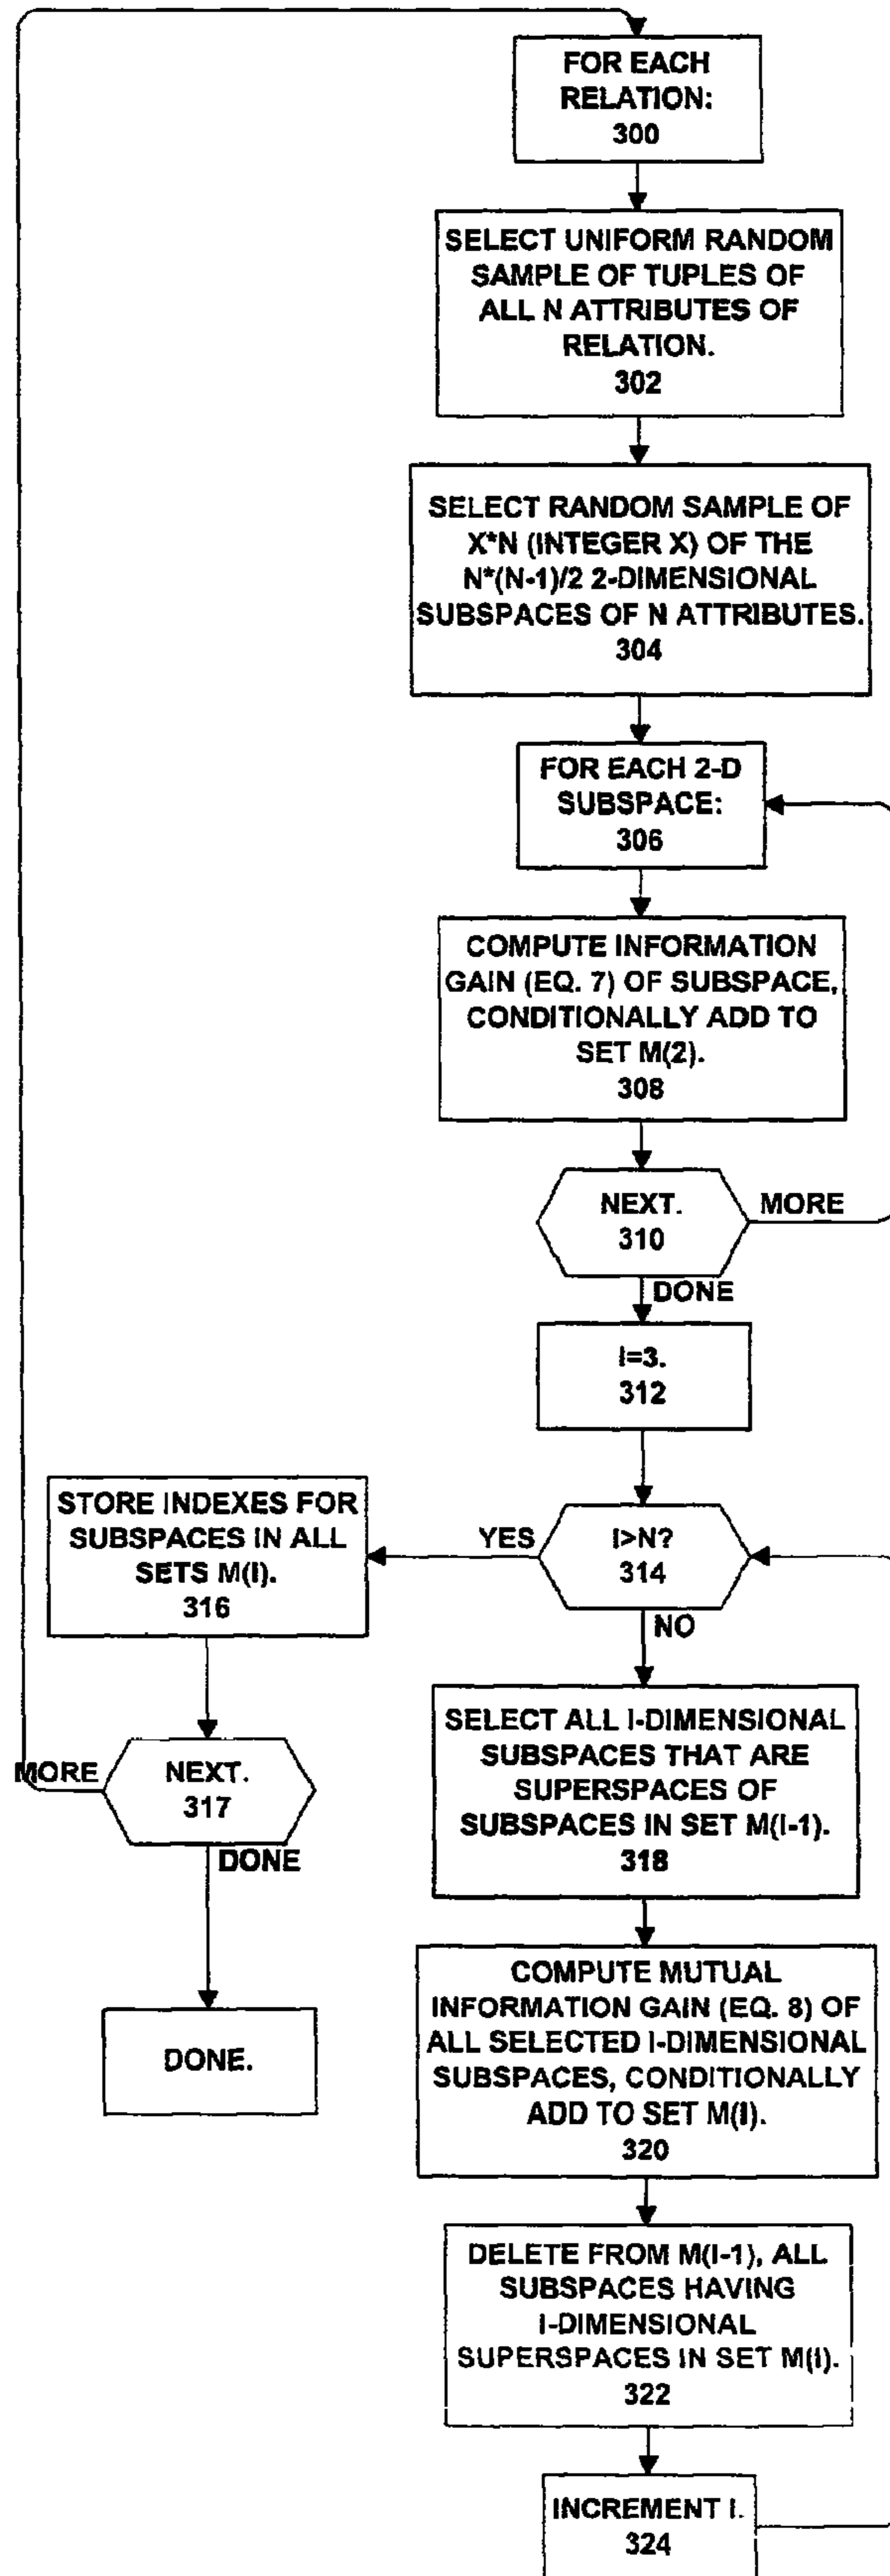 FOR EACH
RELATION:
300
SELECT UNIFORM RANDOM
SAMPLE OF TUPLES OF
ALL N ATTRIBUTES OF
RELATION.
302
SELECT RANDOM SAMPLE OF
X*N (INTEGER X) OF THE
N*(N-1)/2 2-DIMENSIONAL
SUBSPACES OF N ATTRIBUTES.
304
FOR EACH 2-D
SUBSPACE:
306
COMPUTE INFORMATION
GAIN (EQ. 7) OF SUBSPACE,
CONDITIONALLY ADD TO
SET M(2).
308
NEXT.
310
MORE
DONE
I=3.
312
I>N?
314
YES
NO
STORE INDEXES FOR
SUBSPACES IN ALL
SETS M(I).
316
NEXT.
317
MORE
DONE
DONE.
SELECT ALL I-DIMENSIONAL
SUBSPACES THAT ARE
SUPERSPACES OF
SUBSPACES IN SET M(I-1).
318
COMPUTE MUTUAL
INFORMATION GAIN (EQ. 8) OF
ALL SELECTED I-DIMENSIONAL
SUBSPACES, CONDITIONALLY
ADD TO SET M(I).
320
DELETE FROM M(I-1), ALL
SUBSPACES HAVING
I-DIMENSIONAL
SUPERSPACES IN SET M(I).
322
INCREMENT I.
324